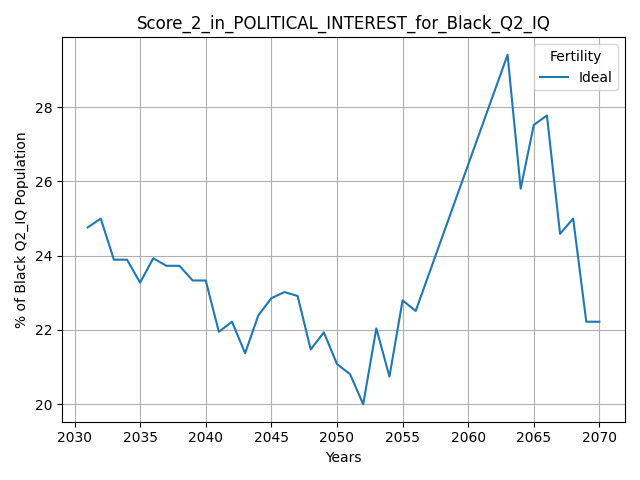 Score_2_in_POLITICAL_INTEREST_for_Black_Q2_IQ
Fertility
Ideal
% of Black Q2_IQ Population
28
26
24
22
20
2030 2035 2040 2045 2050 2055 2060 2065 2070
Years